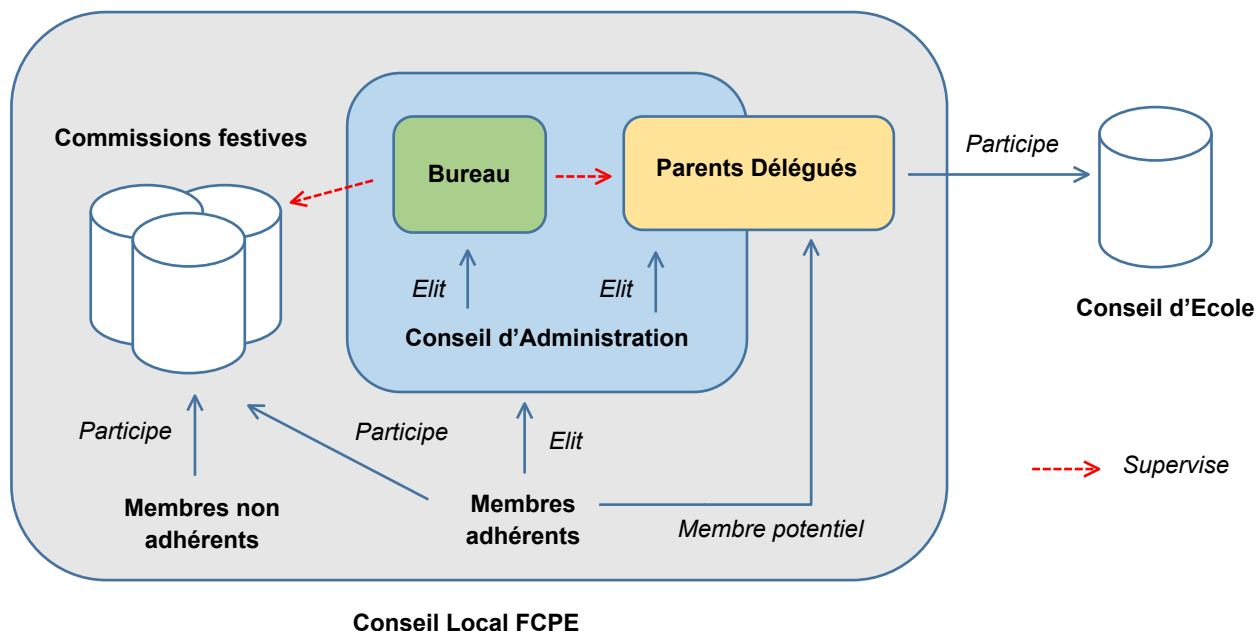 Commissions festives
Bureau
Parents Délégués
Participe
Elit
Elit
Conseil d'Administration
Conseil d'Ecole
Participe
Participe
Elit
Supervise
Membres non
adhérents
Membres
adhérents
Membre potentiel
Conseil Local FCPE